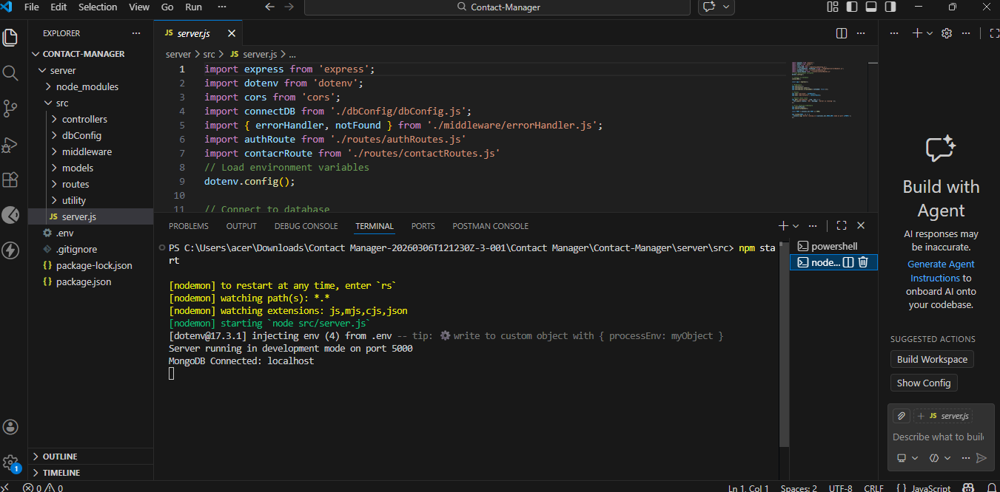 File Edit Selection View Go Run ··· Contact-Manager
EXPLORER ···
CONTACT-MANAGER
server
node_modules
src
controllers
dbConfig
middleware
models
routes
utility
JS server.js
.env
.gitignore
{} package-lock.json
{} package.json
OUTLINE
TIMELINE
1
JS server.js
server > src > JS server.js > ...
1 import express from 'express';
2 import dotenv from 'dotenv';
3 import cors from 'cors';
4 import connectDB from './dbConfig/dbConfig.js';
5 import { errorHandler, notFound } from './middleware/errorHandler.js';
6 import authRoute from './routes/authRoutes.js'
7 import contacrRoute from './routes/contactRoutes.js'
8 // Load environment variables
9 dotenv.config();
10
11 // Connect to database
PROBLEMS OUTPUT DEBUG CONSOLE TERMINAL PORTS POSTMAN CONSOLE
PS C:\Users\acer\Downloads\Contact Manager-20260306T121230Z-3-001\Contact Manager\Contact-Manager\server\src> npm sta
rt
[nodemon] to restart at any time, enter `rs`
[nodemon] watching path(s): *.*
[nodemon] watching extensions: js,mjs,cjs,json
[nodemon] starting `node src/server.js`
[dotenv@17.3.1] injecting env (4) from .env -- tip: ⚙️ write to custom object with { processEnv: myObject }
Server running in development mode on port 5000
MongoDB Connected: localhost
powershell
node...
Build with
Agent
AI responses may
be inaccurate.
Generate Agent
Instructions to
onboard AI onto
your codebase.
SUGGESTED ACTIONS
Build Workspace
Show Config
+ JS server.js
Describe what to buil
0 0 Ln 1, Col 1 Spaces: 2 UTF-8 CRLF {} JavaScript